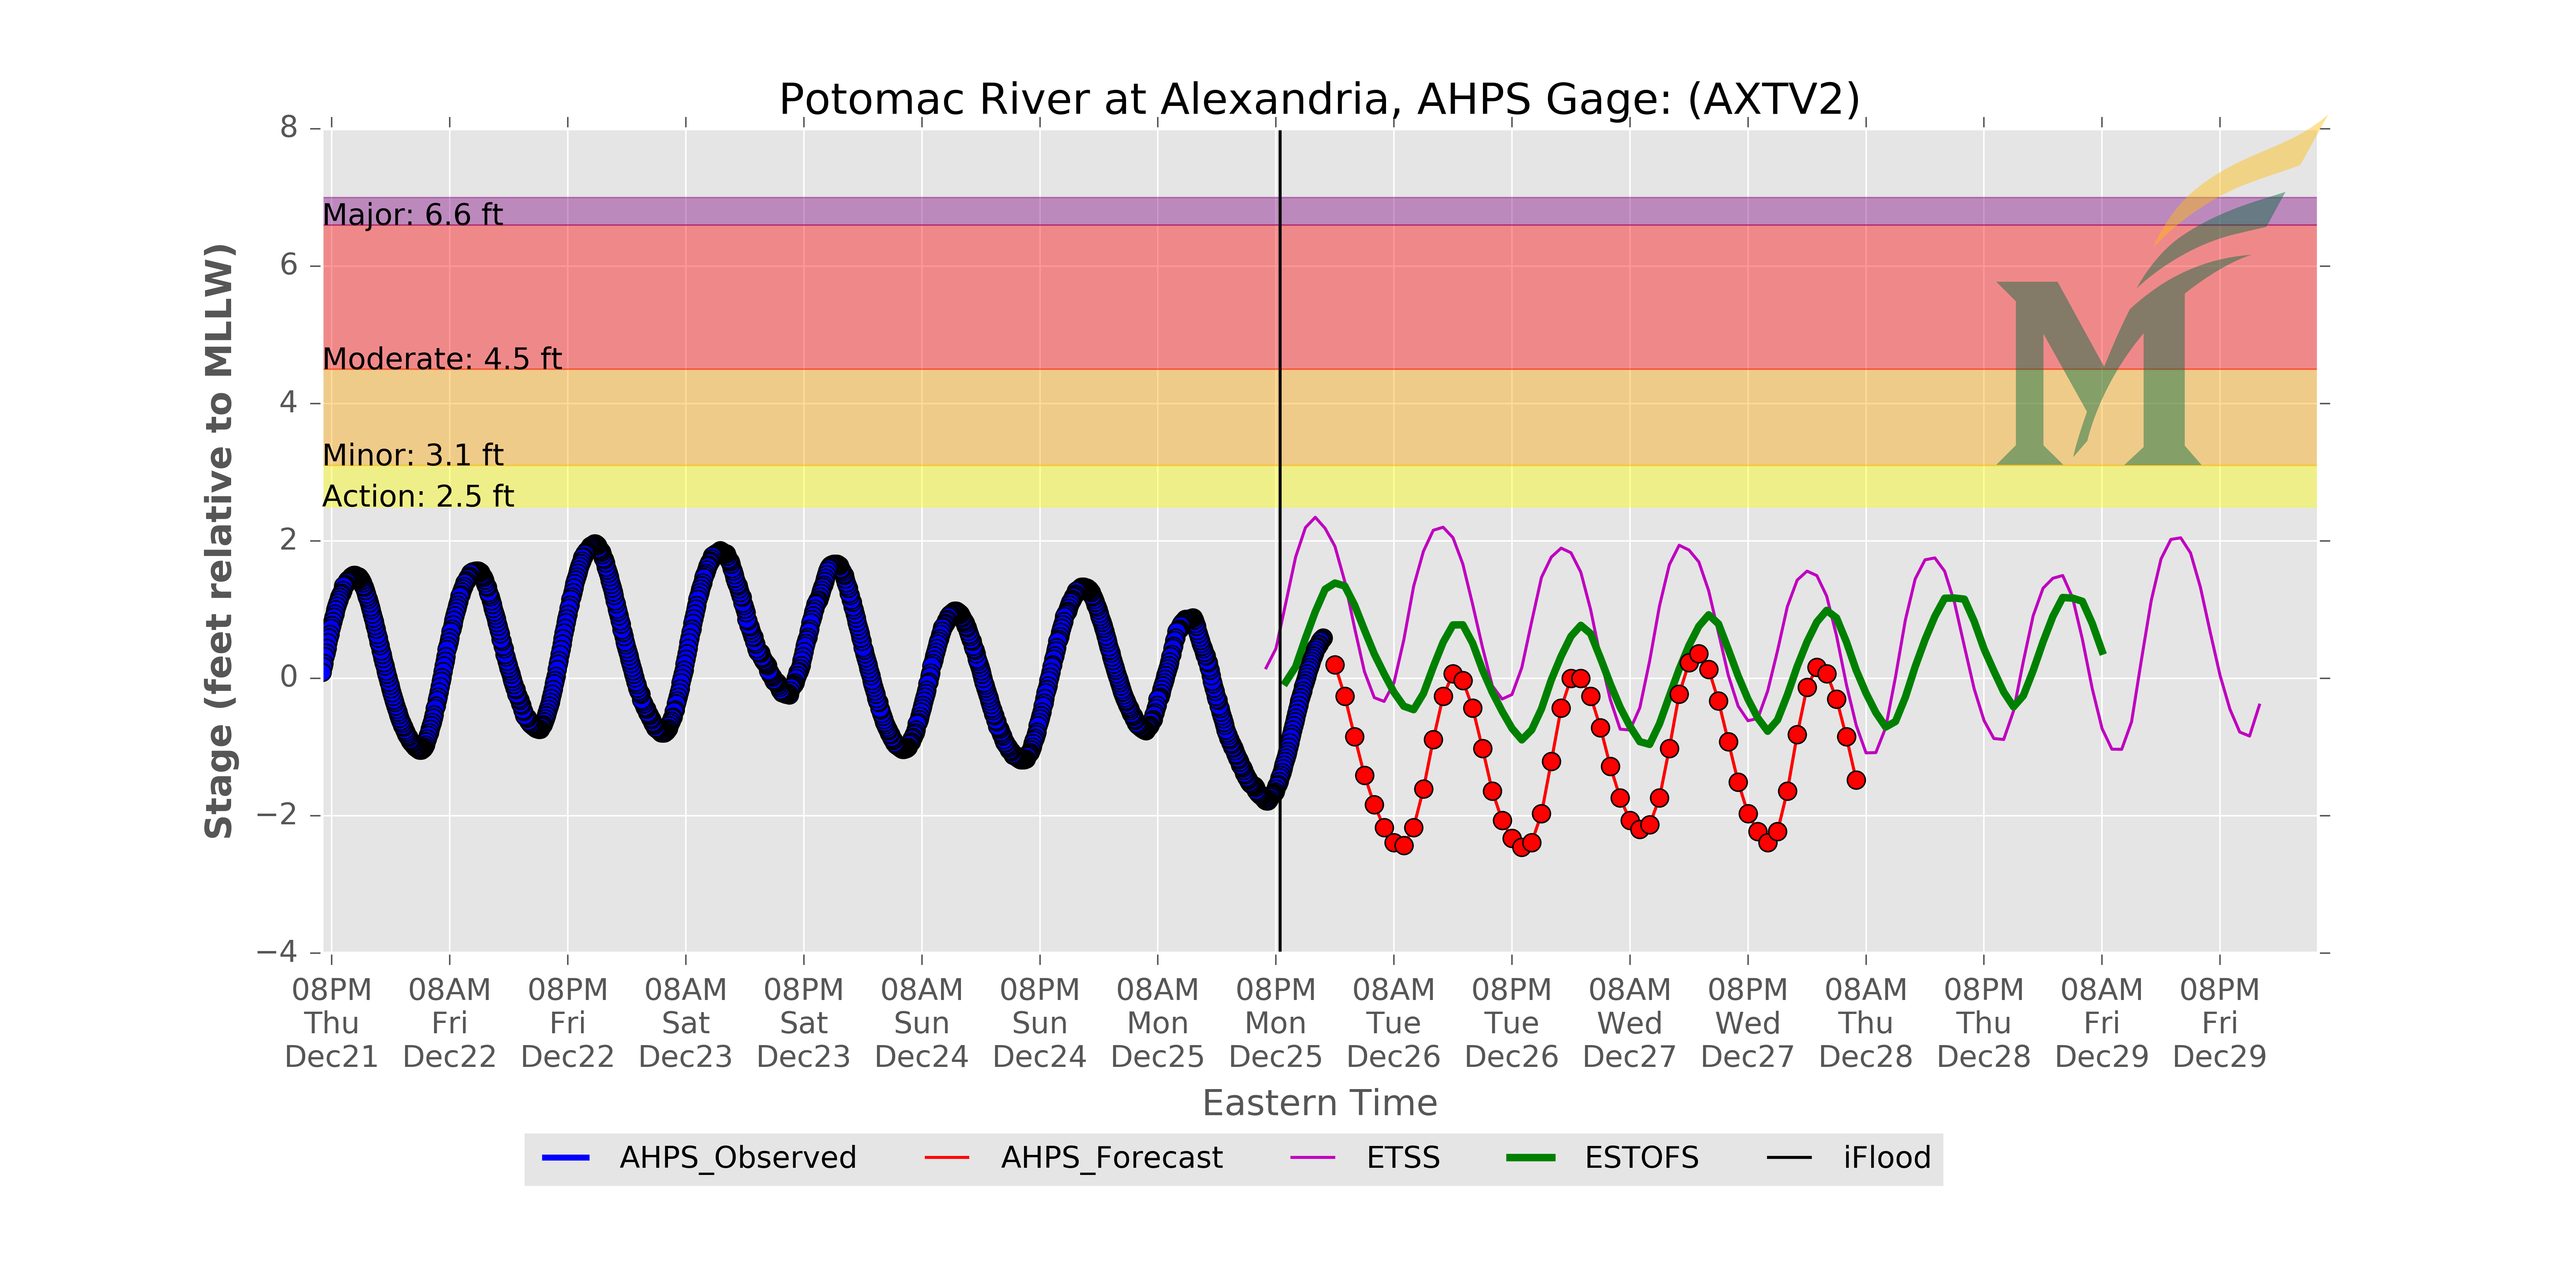 Potomac River at Alexandria, AHPS Gage: (AXTV2)
Stage (feet relative to MLLW)
8
6
4
2
0
−2
−4
Major: 6.6 ft
Moderate: 4.5 ft
Minor: 3.1 ft
Action: 2.5 ft
M
08PM 08AM 08PM 08AM 08PM 08AM 08PM 08AM 08PM 08AM 08PM 08AM 08PM 08AM 08PM 08AM 08PM
Thu Fri Fri Sat Sat Sun Sun Mon Mon Tue Tue Wed Wed Thu Thu Fri Fri
Dec21 Dec22 Dec22 Dec23 Dec23 Dec24 Dec24 Dec25 Dec25 Dec26 Dec26 Dec27 Dec27 Dec28 Dec28 Dec29 Dec29
Eastern Time
AHPS_Observed AHPS_Forecast ETSS ESTOFS iFlood